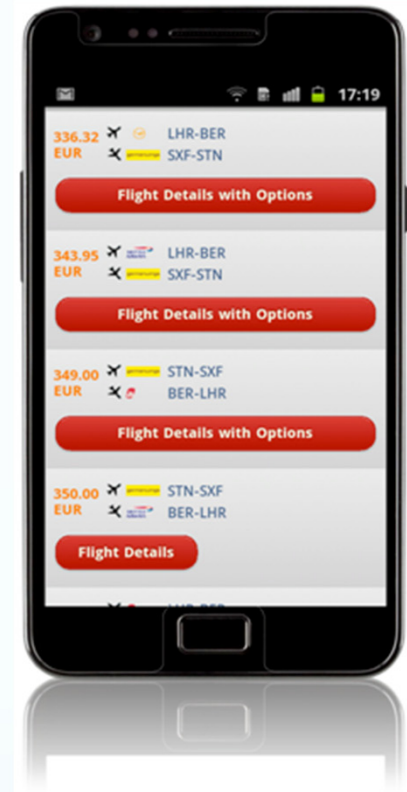 17:19
336.32 LHR-BER
EUR SXF-STN
Flight Details with Options
343.95 LHR-BER
EUR SXF-STN
Flight Details with Options
349.00 STN-SXF
EUR BER-LHR
Flight Details with Options
350.00 STN-SXF
EUR BER-LHR
Flight Details